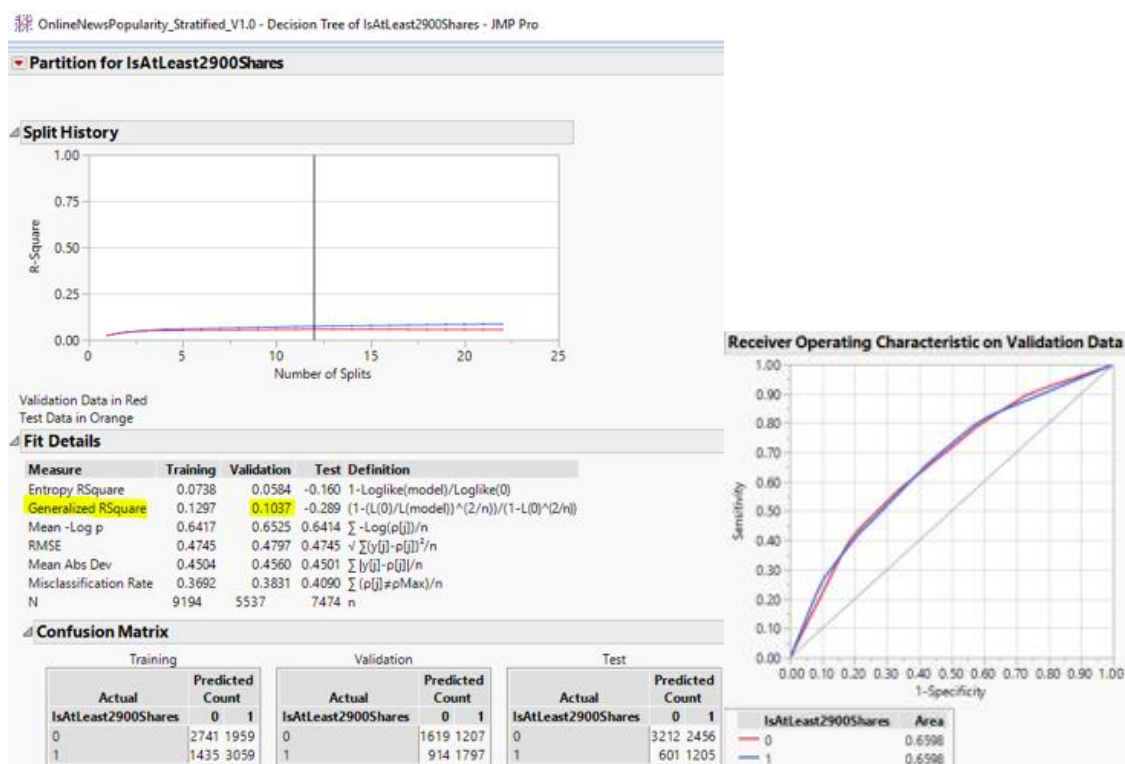 OnlineNewsPopularity_Stratified_V1.0 - Decision Tree of IsAtLeast2900Shares - JMP Pro
Partition for IsAtLeast2900Shares
Split History
1.00
0.75
0.50
0.25
0.00
R-Square
0 5 10 15 20 25
Number of Splits
Validation Data in Red
Test Data in Orange
Fit Details
Measure Training Validation Test Definition
Entropy RSquare 0.0738 0.0584 -0.160 1-Loglike(model)/Loglike(0)
Generalized RSquare 0.1297 0.1037 -0.289 (1-(L(0)/L(model))^(2/n))/(1-L(0)^(2/n))
Mean -Log p 0.6417 0.6525 0.6414 ∑ -Log(ρ[j])/n
RMSE 0.4745 0.4797 0.4745 √ ∑(y[j]-ρ[j])²/n
Mean Abs Dev 0.4504 0.4560 0.4501 ∑ |y[j]-ρ[j]|/n
Misclassification Rate 0.3692 0.3831 0.4090 ∑ (ρ[j]≠ρMax)/n
N 9194 5537 7474 n
Confusion Matrix
Training
Actual Predicted Count
IsAtLeast2900Shares 0 1
0 2741 1959
1 1435 3059
Validation
Actual Predicted Count
IsAtLeast2900Shares 0 1
0 1619 1207
1 914 1797
Test
Actual Predicted Count
IsAtLeast2900Shares 0 1
0 3212 2456
1 601 1205
Receiver Operating Characteristic on Validation Data
1.00
0.90
0.80
0.70
0.60
0.50
0.40
0.30
0.20
0.10
0.00
Sensitivity
0.00 0.10 0.20 0.30 0.40 0.50 0.60 0.70 0.80 0.90 1.00
1-Specificity
IsAtLeast2900Shares Area
0 0.6598
1 0.6598